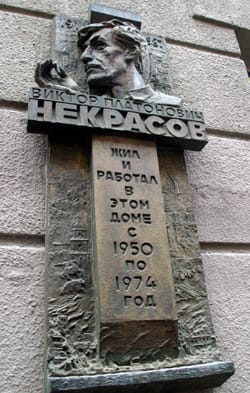 ВИКТОР ПЛАТОНОВИЧ
НЕКРАСОВ
ЖИЛ
И
РАБОТАЛ
В
ЭТОМ
ДОМЕ
С
1950
ПО
1974
ГОД